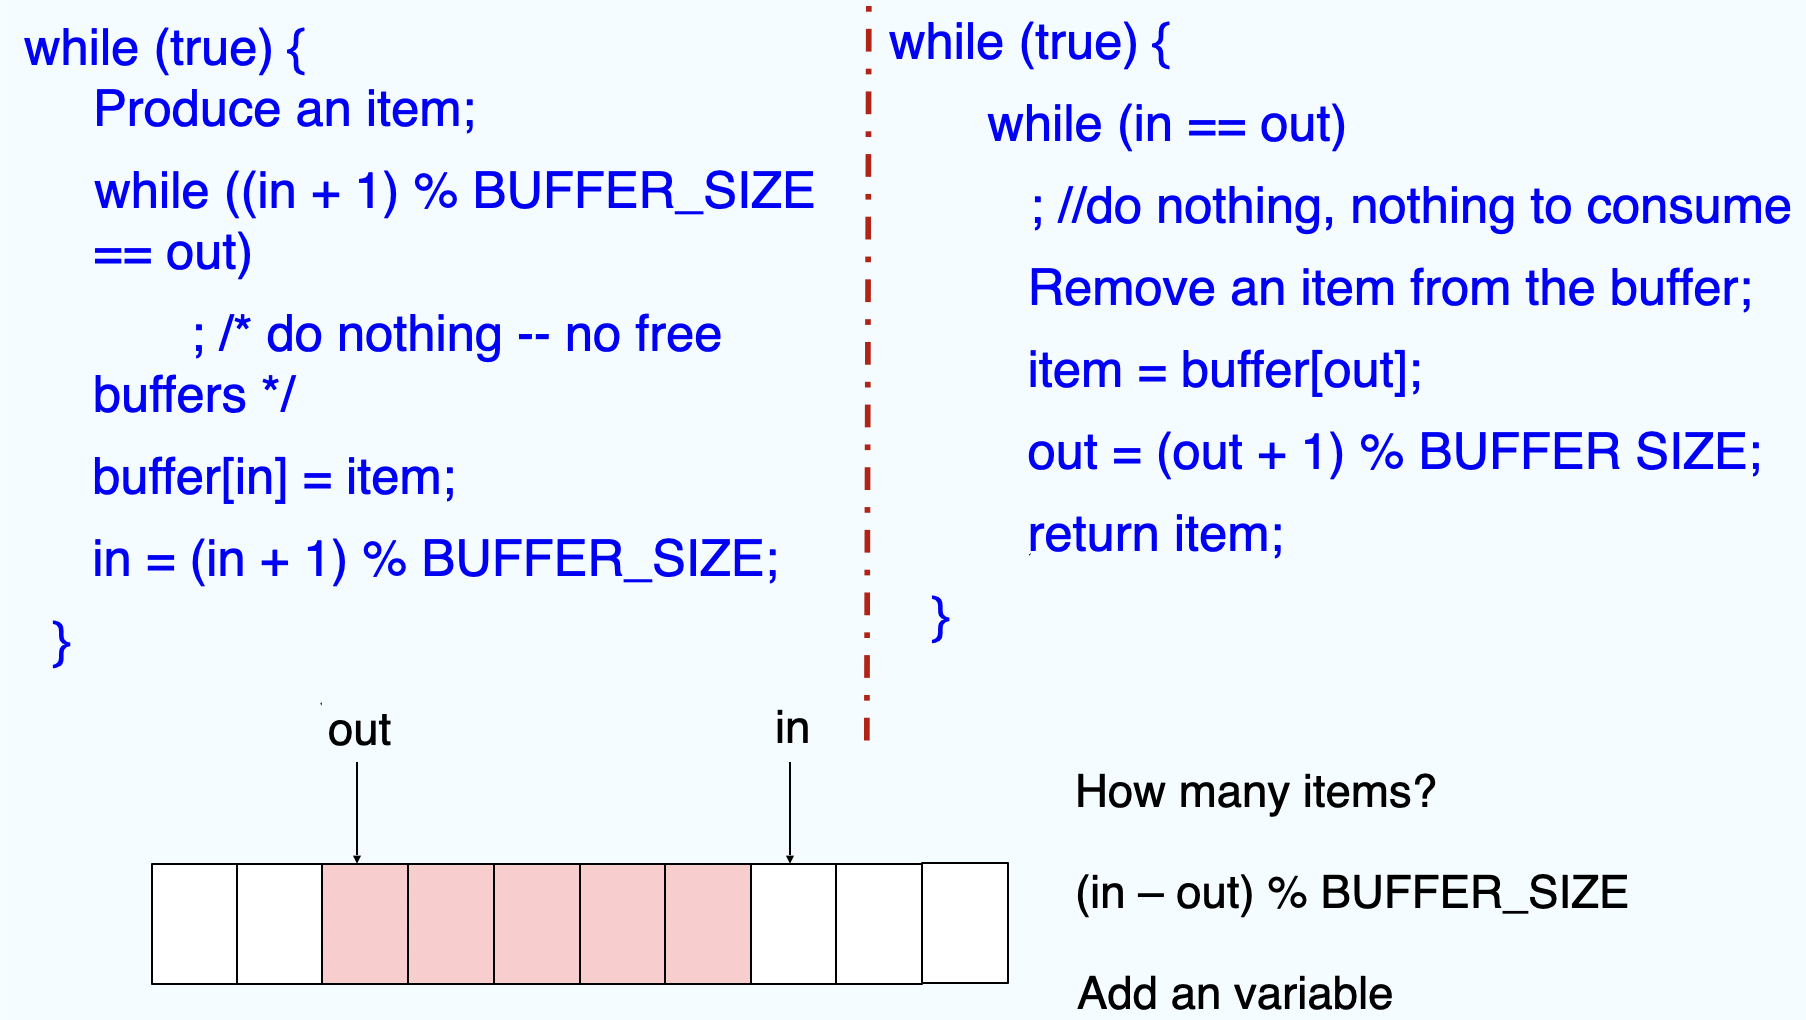 while (true) {
Produce an item;
while ((in + 1) % BUFFER_SIZE
== out)
; /* do nothing -- no free
buffers */
buffer[in] = item;
in = (in + 1) % BUFFER_SIZE;
}
while (true) {
while (in == out)
; //do nothing, nothing to consume
Remove an item from the buffer;
item = buffer[out];
out = (out + 1) % BUFFER SIZE;
return item;
}
out
in
How many items?
(in – out) % BUFFER_SIZE
Add an variable